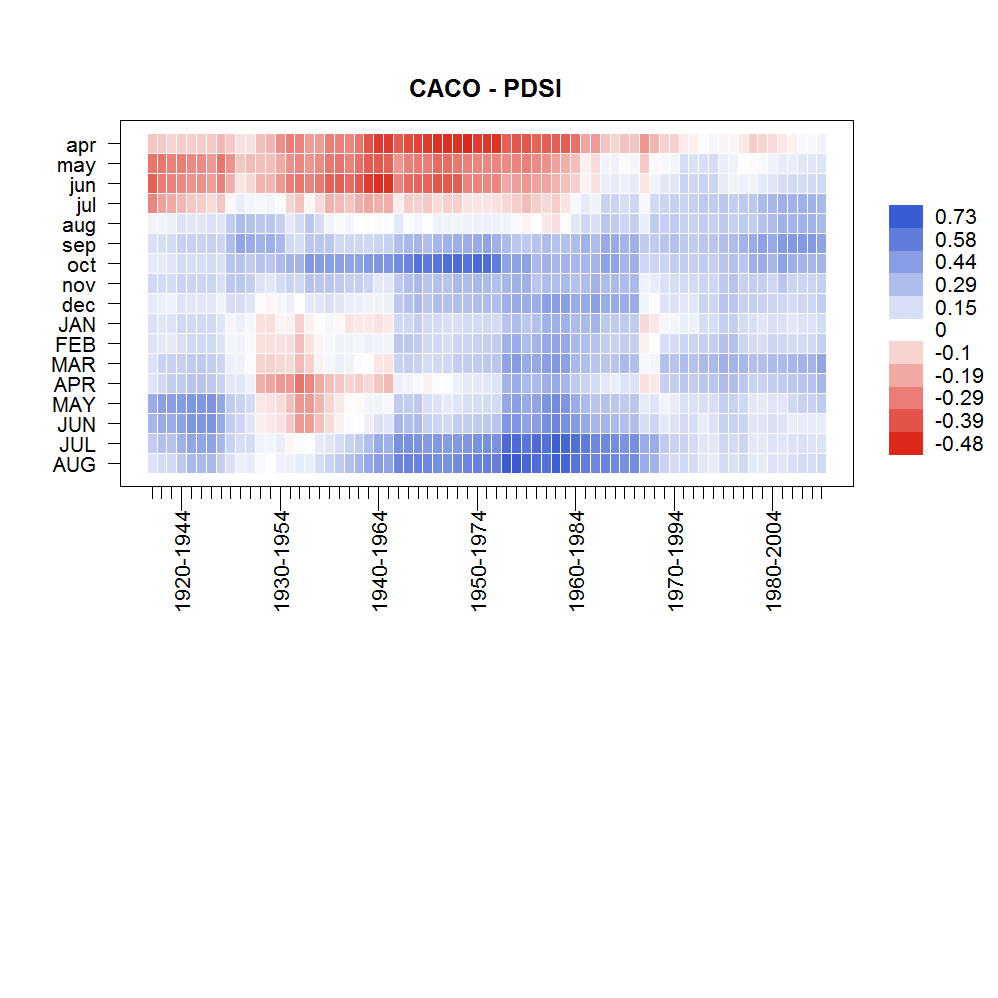 CACO - PDSI
apr
may
jun
jul
aug
sep
oct
nov
dec
JAN
FEB
MAR
APR
MAY
JUN
JUL
AUG
0.73
0.58
0.44
0.29
0.15
0
-0.1
-0.19
-0.29
-0.39
-0.48
1920-1944
1930-1954
1940-1964
1950-1974
1960-1984
1970-1994
1980-2004